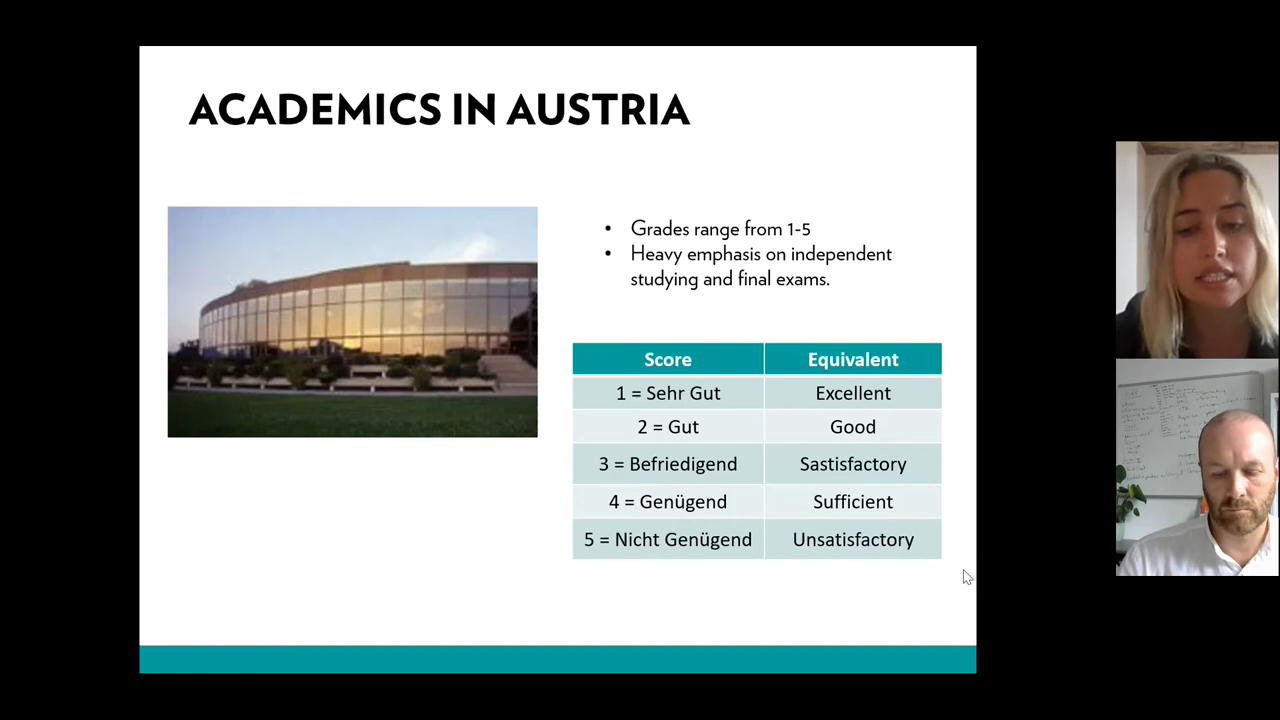 ACADEMICS IN AUSTRIA
• Grades range from 1-5
• Heavy emphasis on independent
studying and final exams.
Score Equivalent
1 = Sehr Gut Excellent
2 = Gut Good
3 = Befriedigend Sastisfactory
4 = Genügend Sufficient
5 = Nicht Genügend Unsatisfactory